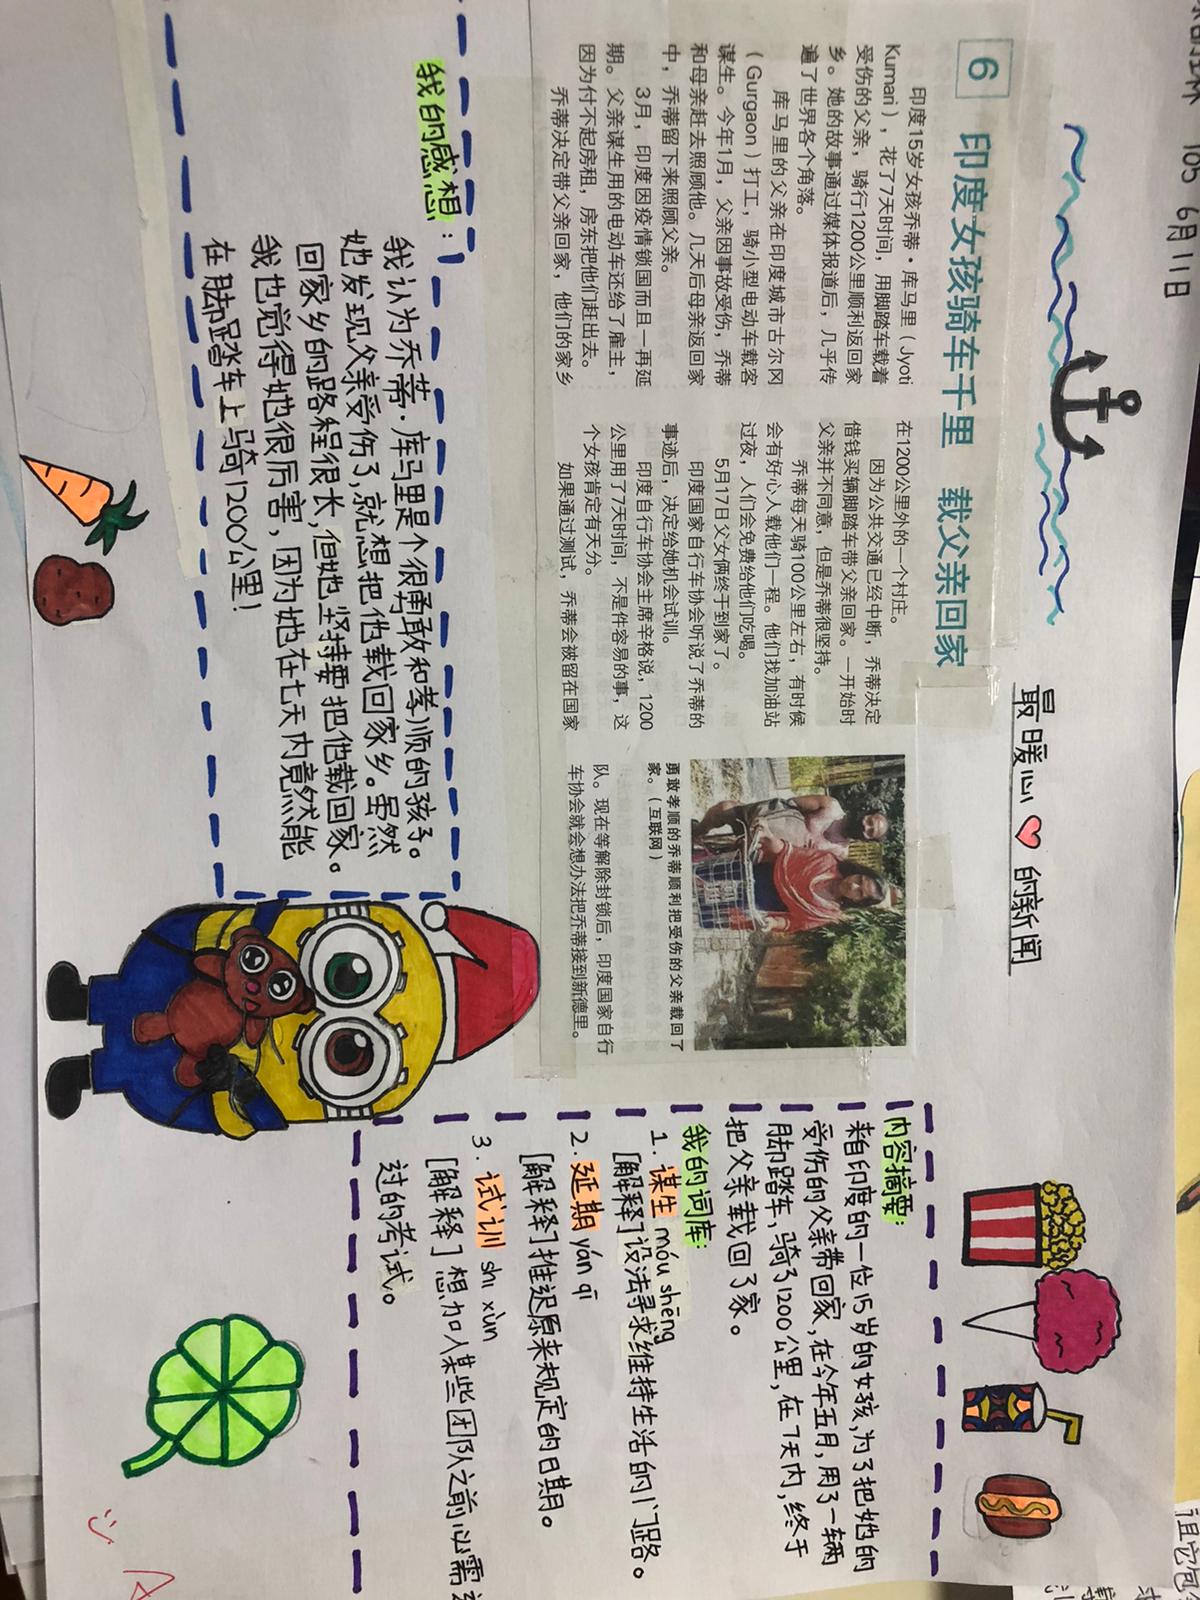 105 6月11日
最暖心 的新闻
6 印度女孩骑车千里 载父亲回家
印度15岁女孩乔蒂·库马里（Jyoti
Kumari），花了7天时间，用脚踏车载着
受伤的父亲，骑行1200公里顺利返回家
乡。她的故事通过媒体报道后，几乎传
遍了世界各个角落。
库马里的父亲在印度城市古尔冈
（Gurgaon）打工，骑小型电动车载客
谋生。今年1月，父亲因事故受伤，乔蒂
和母亲赶去照顾他。几天后母亲返回家
中，乔蒂留下来照顾父亲。
3月，印度因疫情锁国而且一再延
期。父亲谋生用的电动车还给了雇主，
因为付不起房租，房东把他们赶出去。
乔蒂决定带父亲回家，他们的家乡
在1200公里外的一个村庄。
因为公共交通已经中断，乔蒂决定
借钱买辆脚踏车带父亲回家。一开始时
父亲并不同意，但是乔蒂很坚持。
乔蒂每天骑100公里左右，有时候
会有好心人载他们一程。他们找加油站
过夜，人们会免费给他们吃喝。
5月17日父女俩终于到家了。
印度国家自行车协会听说了乔蒂的
事迹后，决定给她机会试训。
印度自行车协会主席辛格说，1200
公里用了7天时间，不是件容易的事，这
个女孩肯定有天分。
如果通过测试，乔蒂会被留在国家
勇敢孝顺的乔蒂顺利把受伤的父亲载回了
家。（互联网）
队。现在等解除封锁后，印度国家自行
车协会就会想办法把乔蒂接到新德里。
内容摘要：
来自印度的一位15岁的女孩，为了把她的
受伤的父亲带回家，在今年五月，用了一辆
脚踏车，骑了1200公里，在7天内，终于
把父亲载回了家。
我的词库：
1. 谋生 móu shēng
[解释] 设法寻求维持生活的门路。
2. 延期 yán qī
[解释] 推迟原来规定的日期。
3. 试训 shı xùn
[解释] 想加入某些团队之前必需
过的考试。
我的感想：
我认为乔蒂·库马里是个很勇敢和孝顺的孩子。
她发现父亲受伤了，就想把他载回家乡。虽然
回家乡的路程很长，但她坚持要把他载回家。
我也觉得她很厉害，因为她在七天内竟然能
在脚踏车上骑1200公里！
A